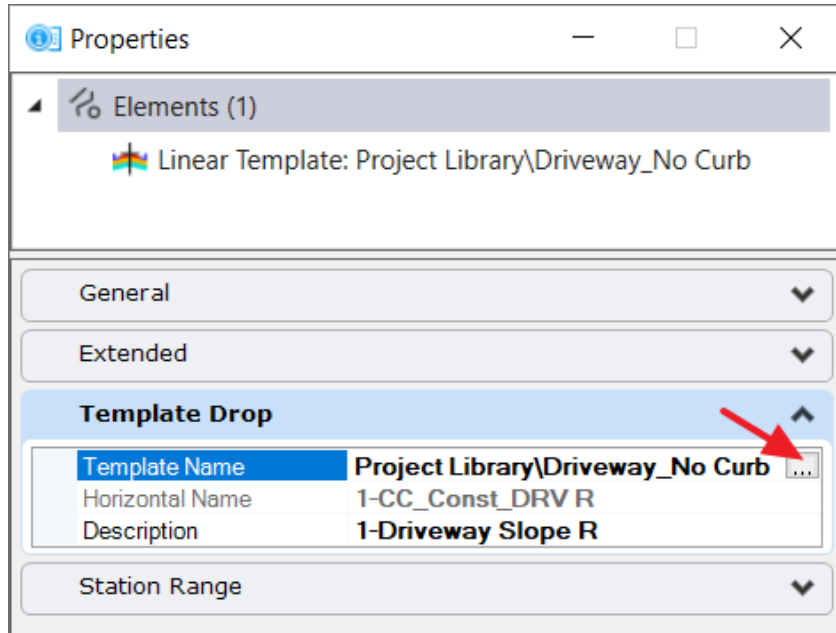 Properties
Elements (1)
Linear Template: Project Library\Driveway_No Curb
General
Extended
Template Drop
Template Name Project Library\Driveway_No Curb ...
Horizontal Name 1-CC_Const_DRV R
Description 1-Driveway Slope R
Station Range